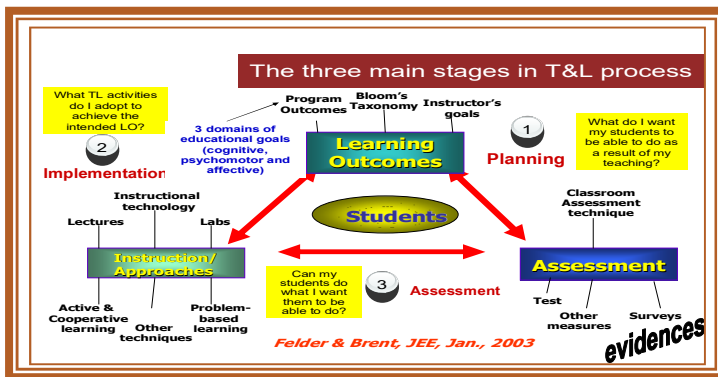 The three main stages in T&L process
What TL activities
do I adopt to
achieve the
intended LO?
2
Implementation
3 domains of
educational goals
(cognitive,
psychomotor and
affective)
Program
Outcomes
Bloom's
Taxonomy
Instructor's
goals
Learning
Outcomes
1
Planning
What do I want
my students to
be able to do as
a result of my
teaching?
Students
Instructional
technology
Lectures
Labs
Instruction/
Approaches
Active &
Cooperative
learning
Other
techniques
Problem-
based
learning
Can my
students do
what I want
them to be
able to do?
3
Assessment
Classroom
Assessment
technique
Assessment
Test
Other
measures
Surveys
evidences
Felder & Brent, JEE, Jan., 2003